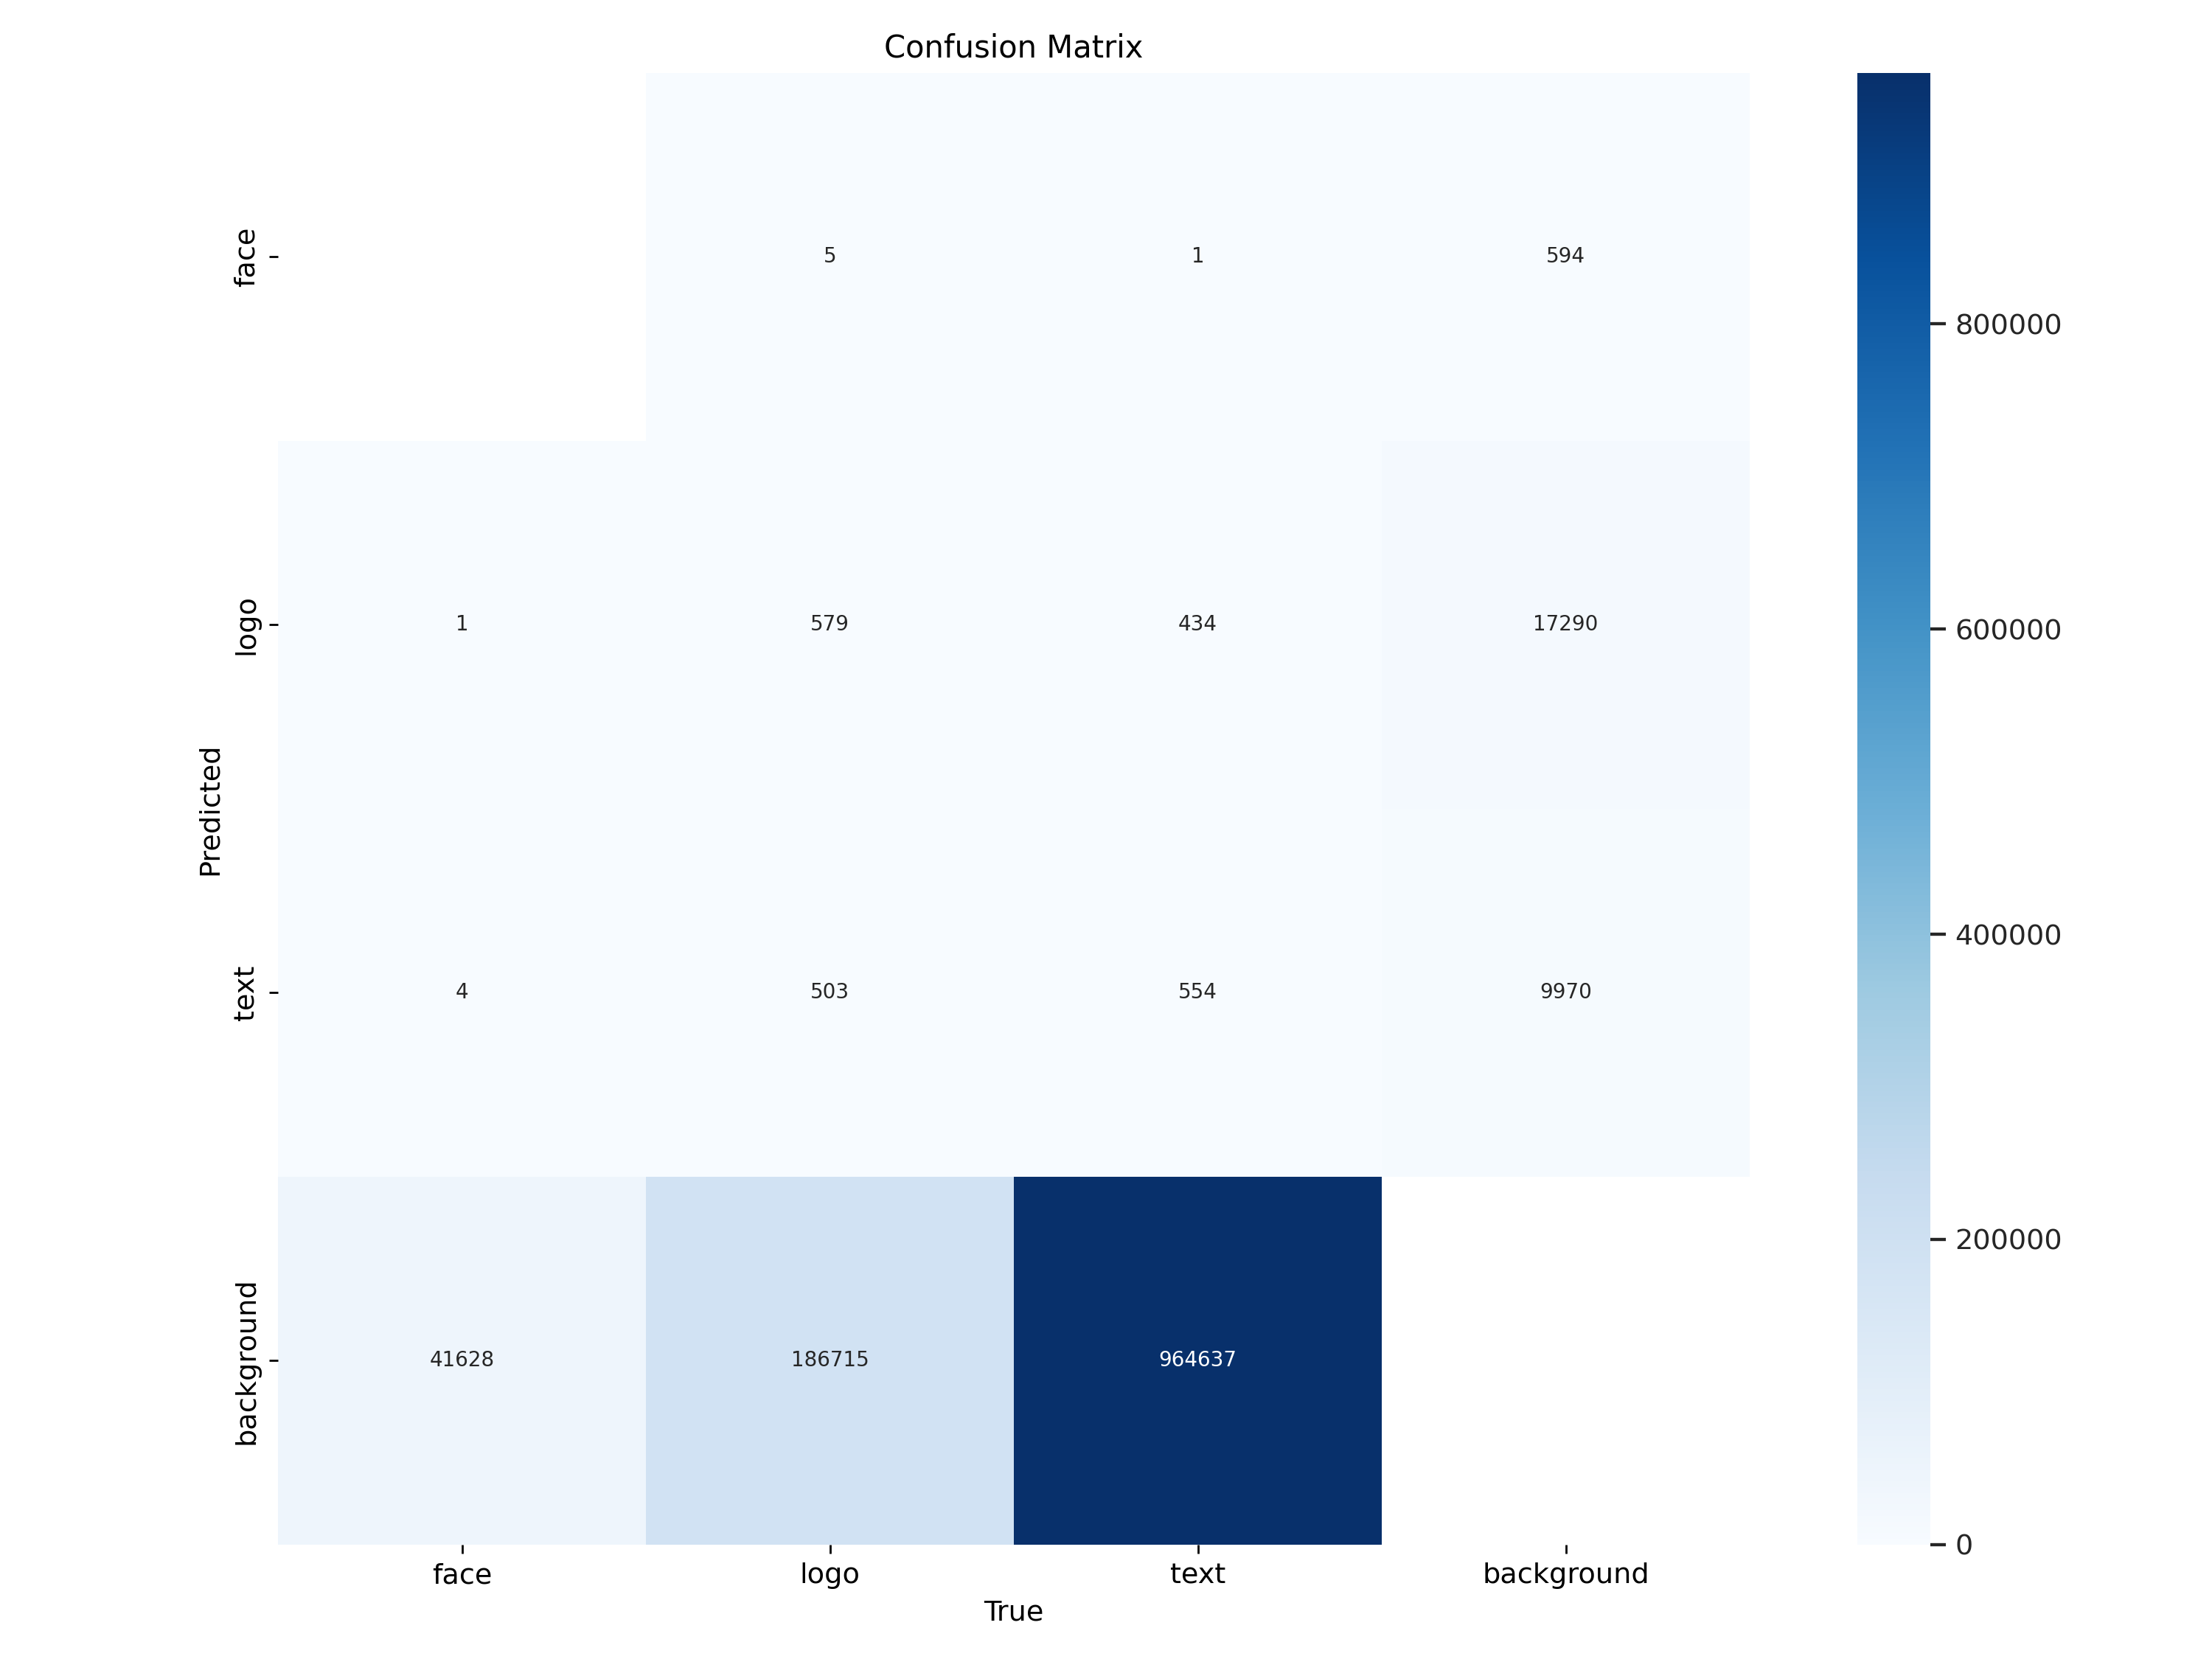 Confusion Matrix
face
5
1
594
800000
logo
1
579
434
17290
600000
Predicted
400000
text
4
503
554
9970
200000
background
41628
186715
964637
0
face
logo
text
background
True